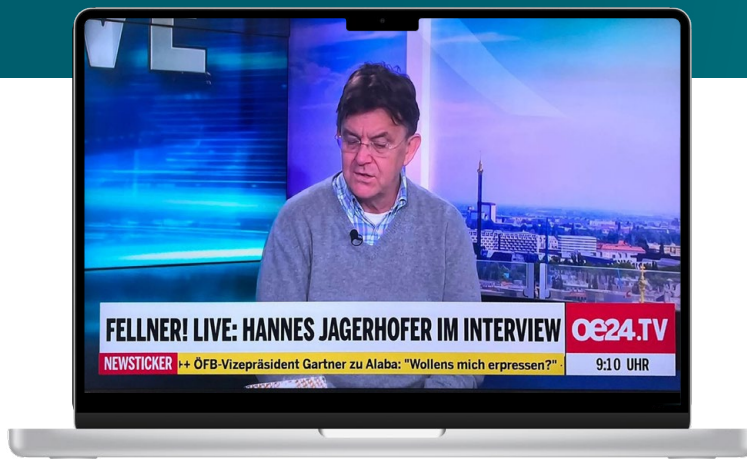 VL
FELLNER! LIVE: HANNES JAGERHOFER IM INTERVIEW
oe24.TV
NEWSTICKER ++ ÖFB-Vizepräsident Gartner zu Alaba: "Wollens mich erpressen?"
9:10 UHR